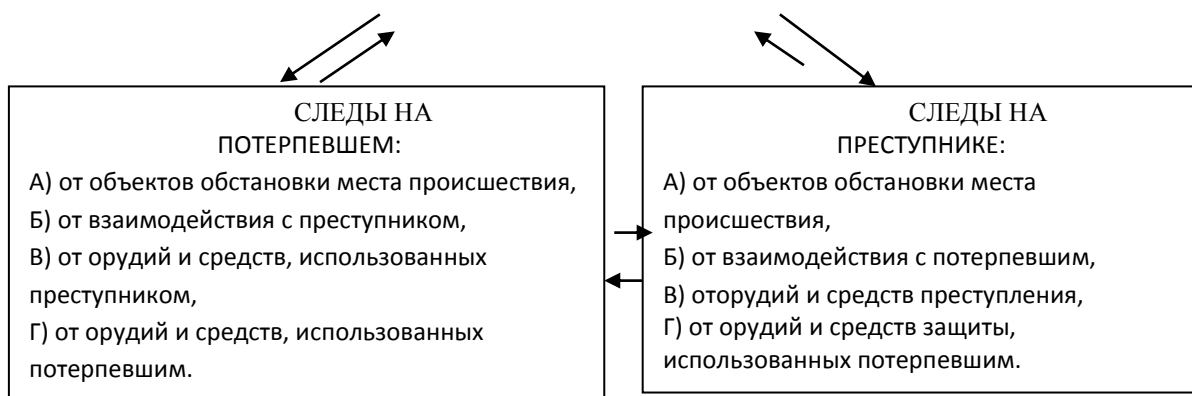 СЛЕДЫ НА
ПОТЕРПЕВШЕМ:
А) от объектов обстановки места происшествия,
Б) от взаимодействия с преступником,
В) от орудий и средств, использованных
преступником,
Г) от орудий и средств, использованных
потерпевшим.
СЛЕДЫ НА
ПРЕСТУПНИКЕ:
А) от объектов обстановки места
происшествия,
Б) от взаимодействия с потерпевшим,
В) оторудий и средств преступления,
Г) от орудий и средств защиты,
использованных потерпевшим.